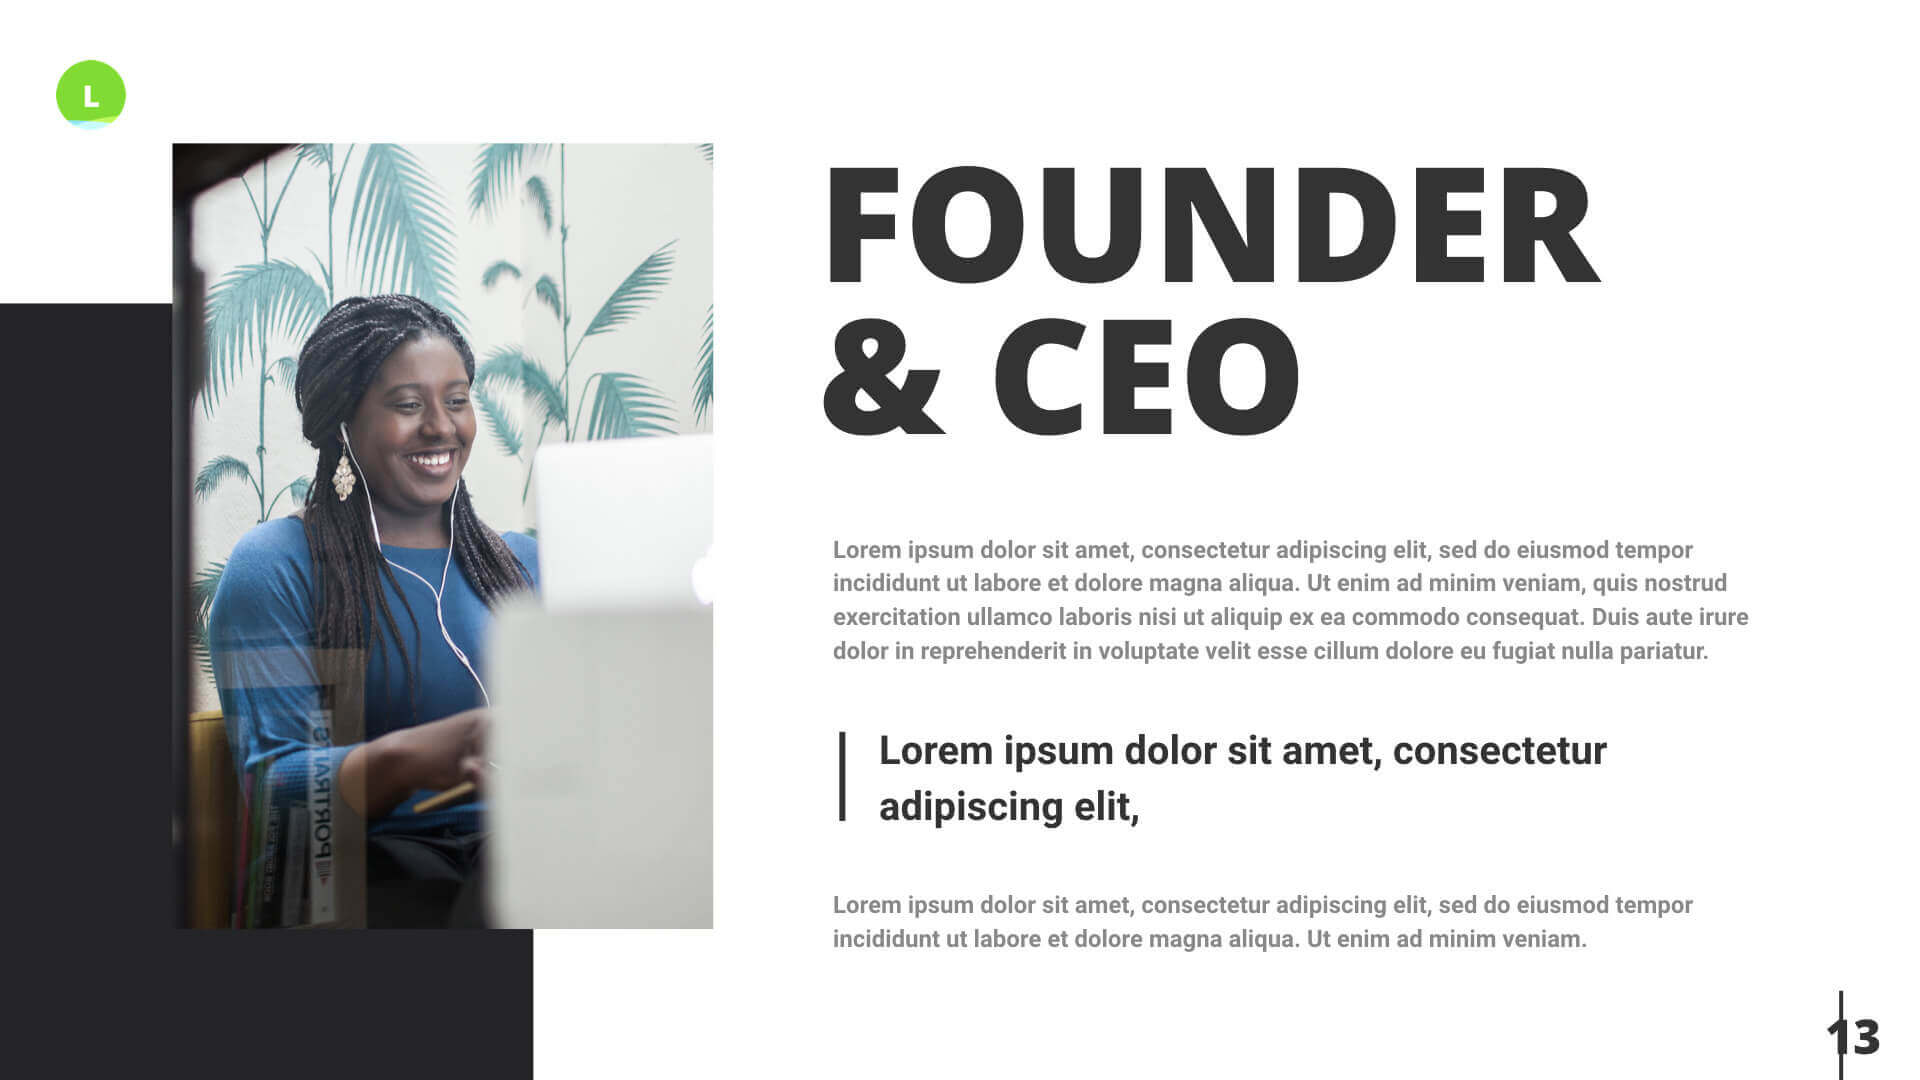 L
FOUNDER
& CEO
Lorem ipsum dolor sit amet, consectetur adipiscing elit, sed do eiusmod tempor
incididunt ut labore et dolore magna aliqua. Ut enim ad minim veniam, quis nostrud
exercitation ullamco laboris nisi ut aliquip ex ea commodo consequat. Duis aute irure
dolor in reprehenderit in voluptate velit esse cillum dolore eu fugiat nulla pariatur.
Lorem ipsum dolor sit amet, consectetur
adipiscing elit,
Lorem ipsum dolor sit amet, consectetur adipiscing elit, sed do eiusmod tempor
incididunt ut labore et dolore magna aliqua. Ut enim ad minim veniam.
PORTRAITS
13